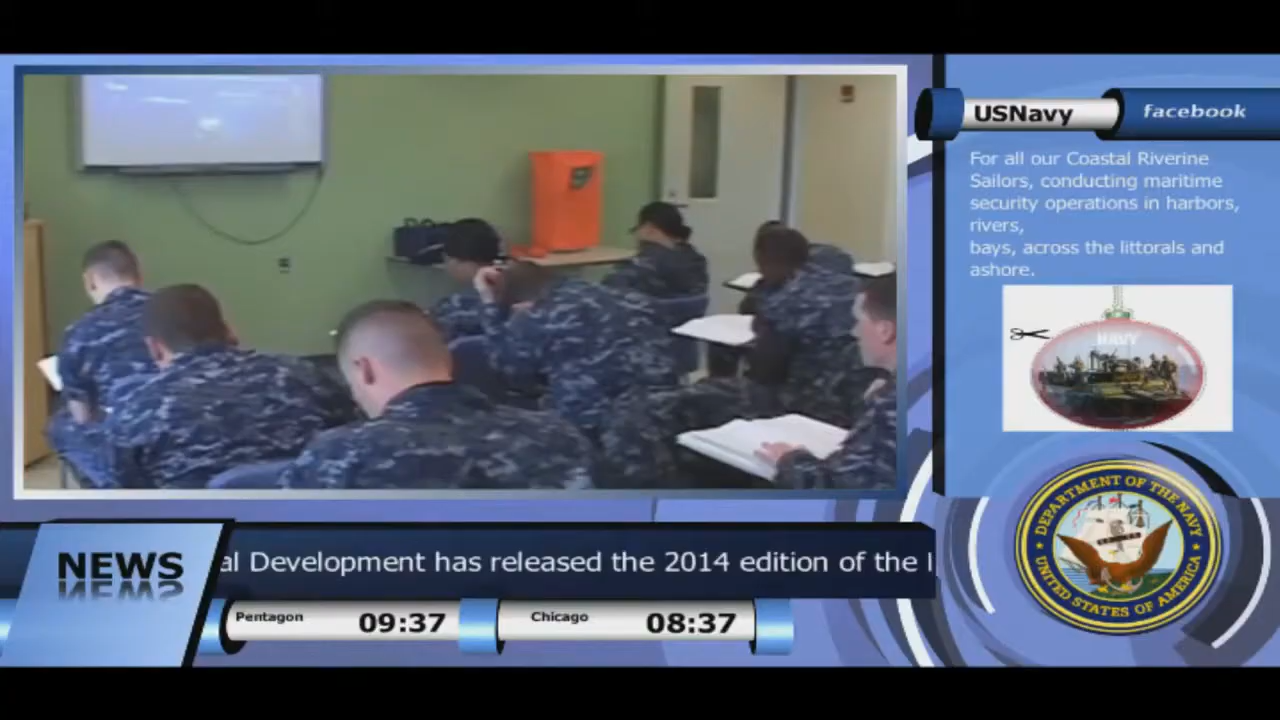 USNavy
facebook
For all our Coastal Riverine
Sailors, conducting maritime
security operations in harbors,
rivers,
bays, across the littorals and
ashore.
NAVY
DEPARTMENT OF THE NAVY
UNITED STATES OF AMERICA
NEWS
al Development has released the 2014 edition of the
Pentagon
09:37
Chicago
08:37